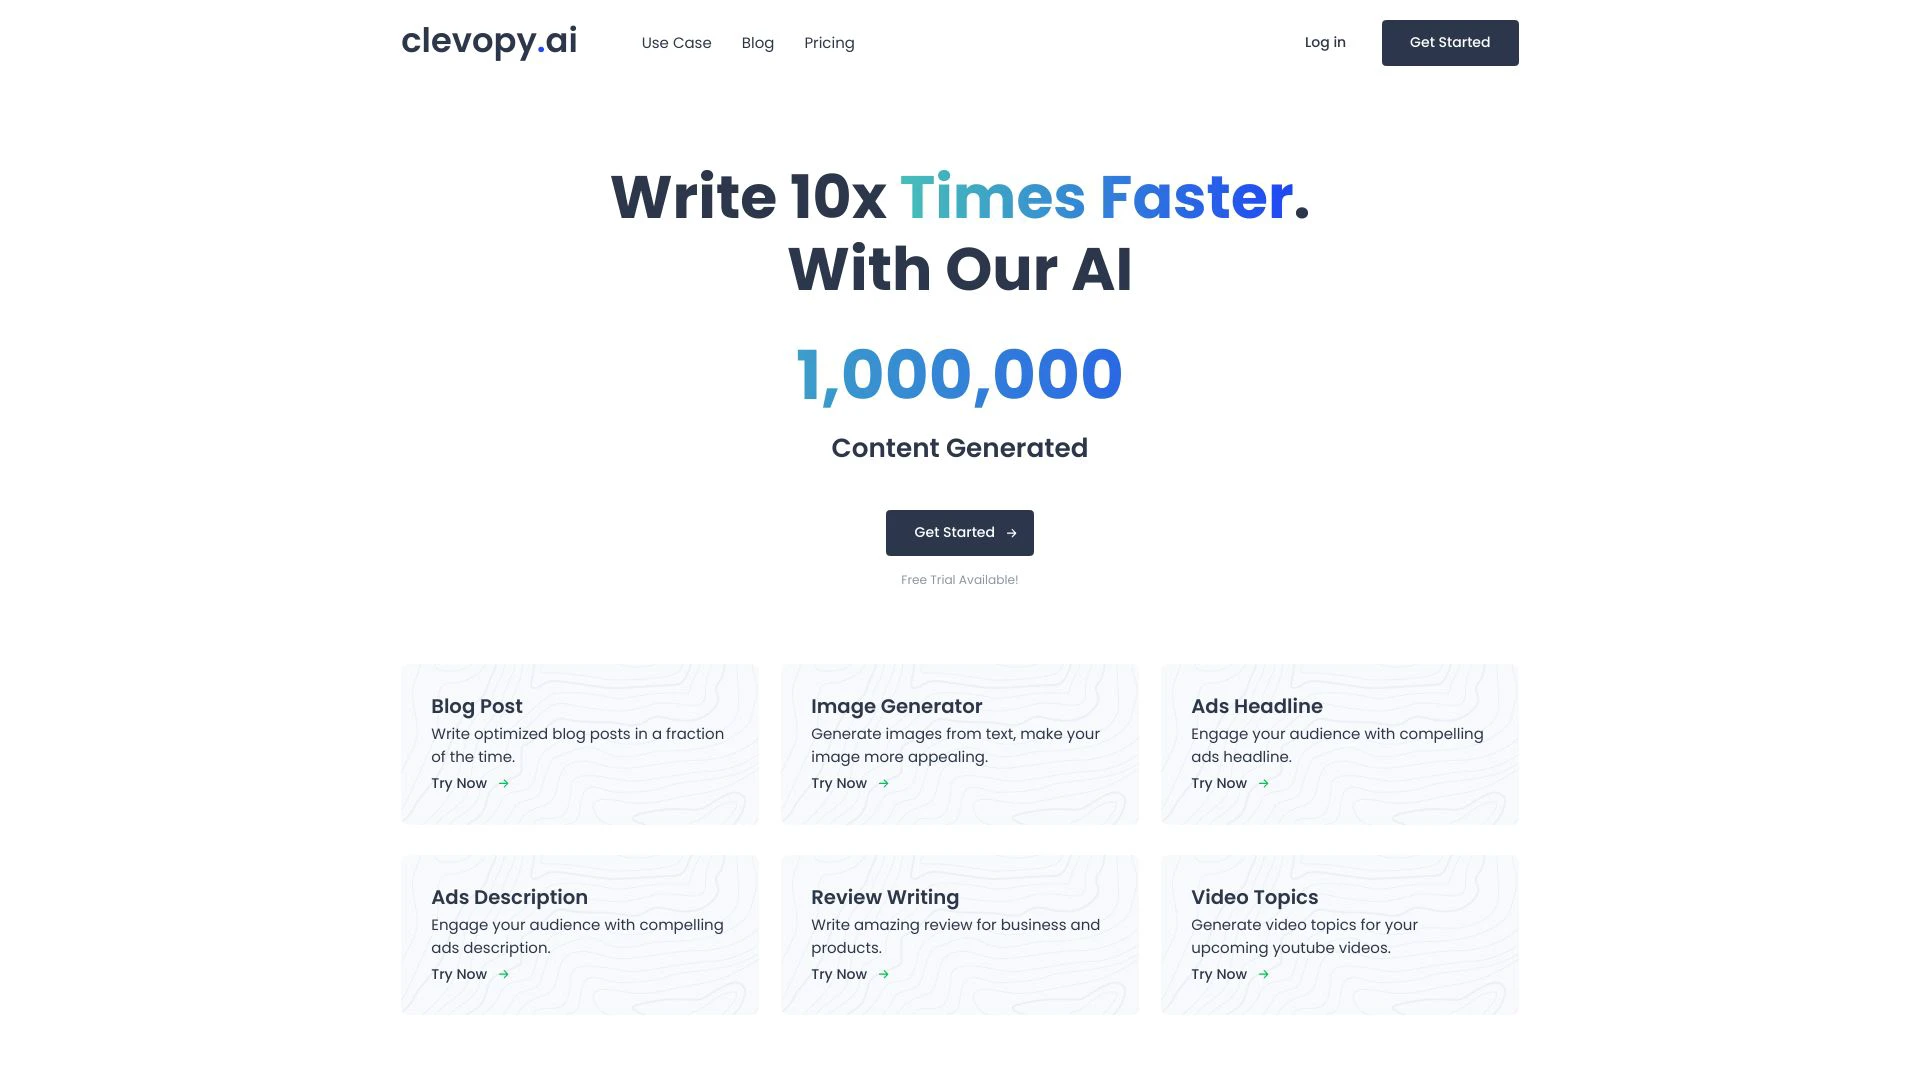 clevopy.ai
Use Case
Blog
Pricing
Log in
Get Started
Write 10x Times Faster.
With Our AI
1,000,000
Content Generated
Get Started →
Free Trial Available!
Blog Post
Write optimized blog posts in a fraction
of the time.
Try Now →
Image Generator
Generate images from text, make your
image more appealing.
Try Now →
Ads Headline
Engage your audience with compelling
ads headline.
Try Now →
Ads Description
Engage your audience with compelling
ads description.
Try Now →
Review Writing
Write amazing review for business and
products.
Try Now →
Video Topics
Generate video topics for your
upcoming youtube videos.
Try Now →